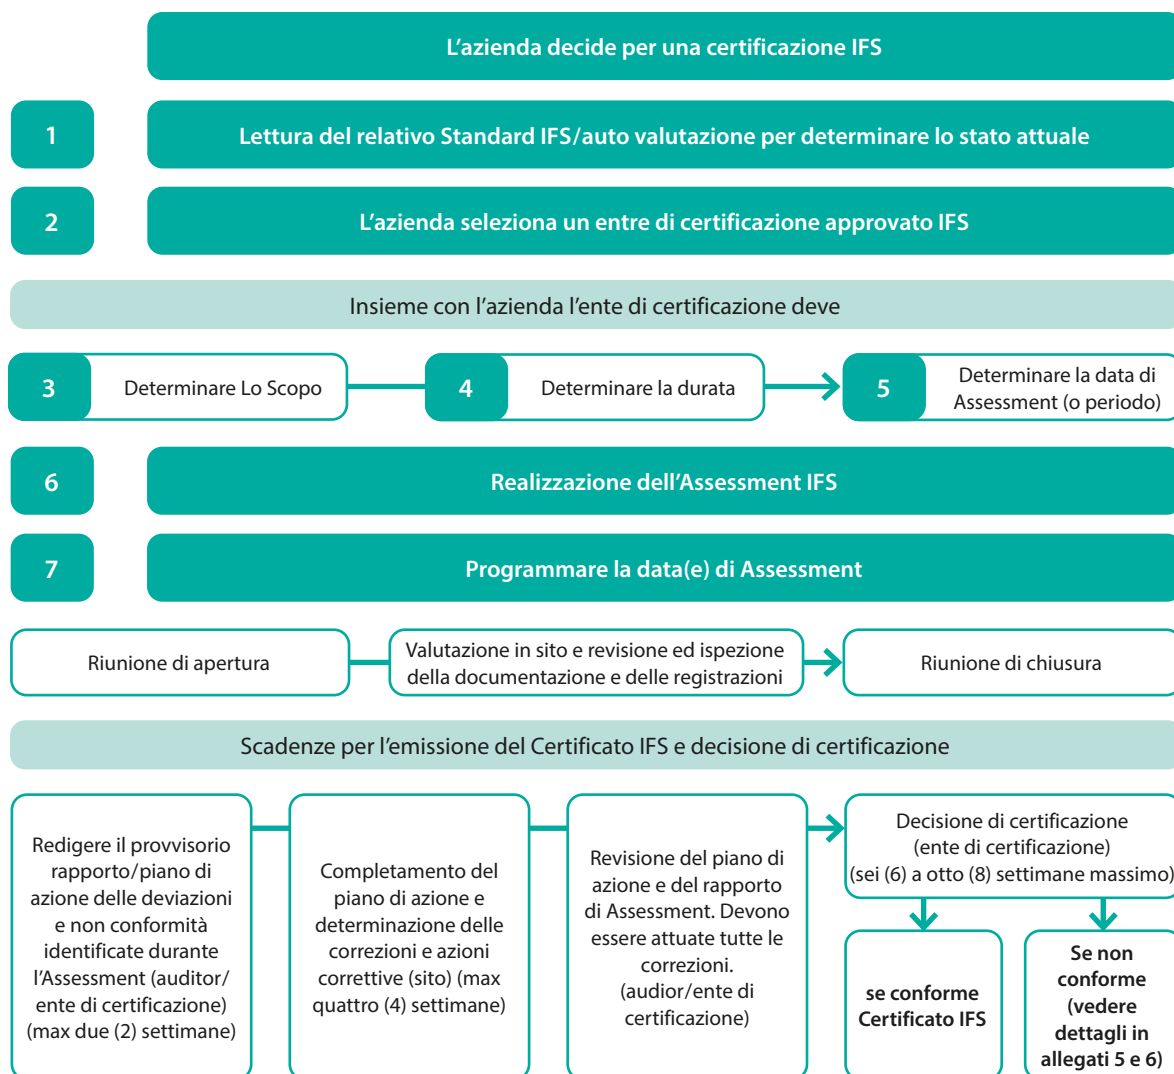 L’azienda decide per una certificazione IFS
1
Lettura del relativo Standard IFS/auto valutazione per determinare lo stato attuale
2
L’azienda seleziona un entre di certificazione approvato IFS
Insieme con l’azienda l’ente di certificazione deve
3
Determinare Lo Scopo
4
Determinare la durata
5
Determinare la data di
Assessment (o periodo)
6
Realizzazione dell’Assessment IFS
7
Programmare la data(e) di Assessment
Riunione di apertura
Valutazione in sito e revisione ed ispezione
della documentazione e delle registrazioni
Riunione di chiusura
Scadenze per l’emissione del Certificato IFS e decisione di certificazione
Redigere il provvisorio
rapporto/piano di
azione delle deviazioni
e non conformità
identificate durante
l’Assessment (auditor/
ente di certificazione)
(max due (2) settimane)
Completamento del
piano di azione e
determinazione delle
correzioni e azioni
correttive (sito) (max
quattro (4) settimane)
Revisione del piano di
azione e del rapporto
di Assessment. Devono
essere attuate tutte le
correzioni.
(audior/ente di
certificazione)
Decisione di certificazione
(ente di certificazione)
(sei (6) a otto (8) settimane massimo)
se conforme
Certificato IFS
Se non
conforme
(vedere
dettagli in
allegati 5 e 6)